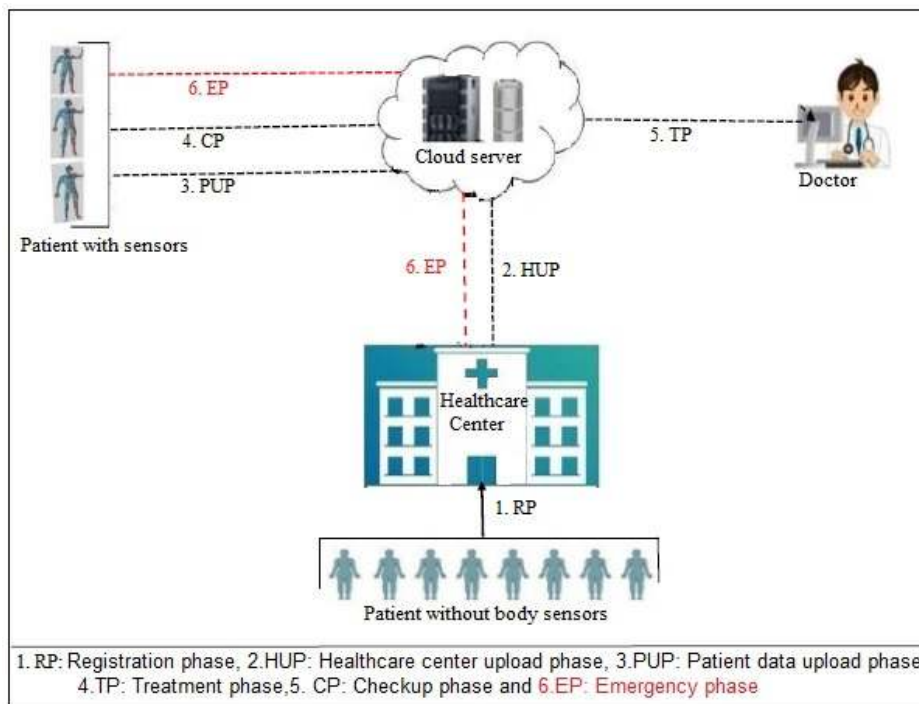 6. EP
4. CP
3. PUP
Patient with sensors
Cloud server
5. TP
Doctor
6. EP
2. HUP
Healthcare
Center
1. RP
Patient without body sensors
1. RP: Registration phase, 2.HUP: Healthcare center upload phase, 3.PUP: Patient data upload phase
4.TP: Treatment phase,5. CP: Checkup phase and 6.EP: Emergency phase